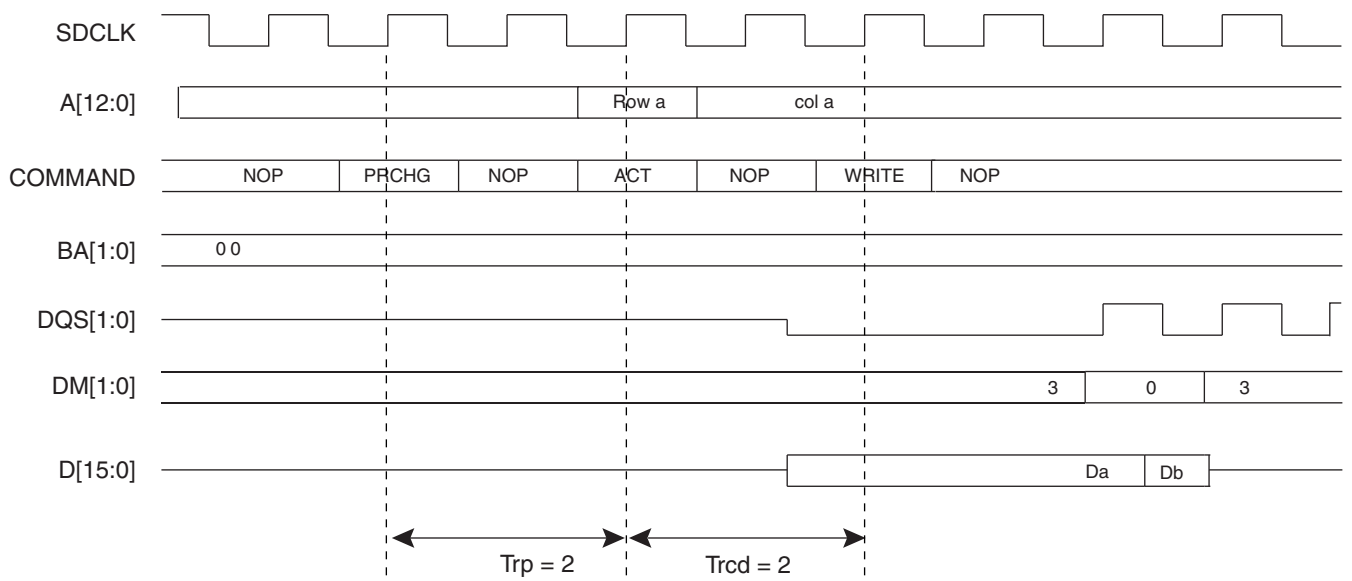 SDCLK
A[12:0] Row a col a
COMMAND NOP PRCHG NOP ACT NOP WRITE NOP
BA[1:0] 0 0
DQS[1:0]
DM[1:0] 3 0 3
D[15:0] Da Db
Trp = 2 Trcd = 2